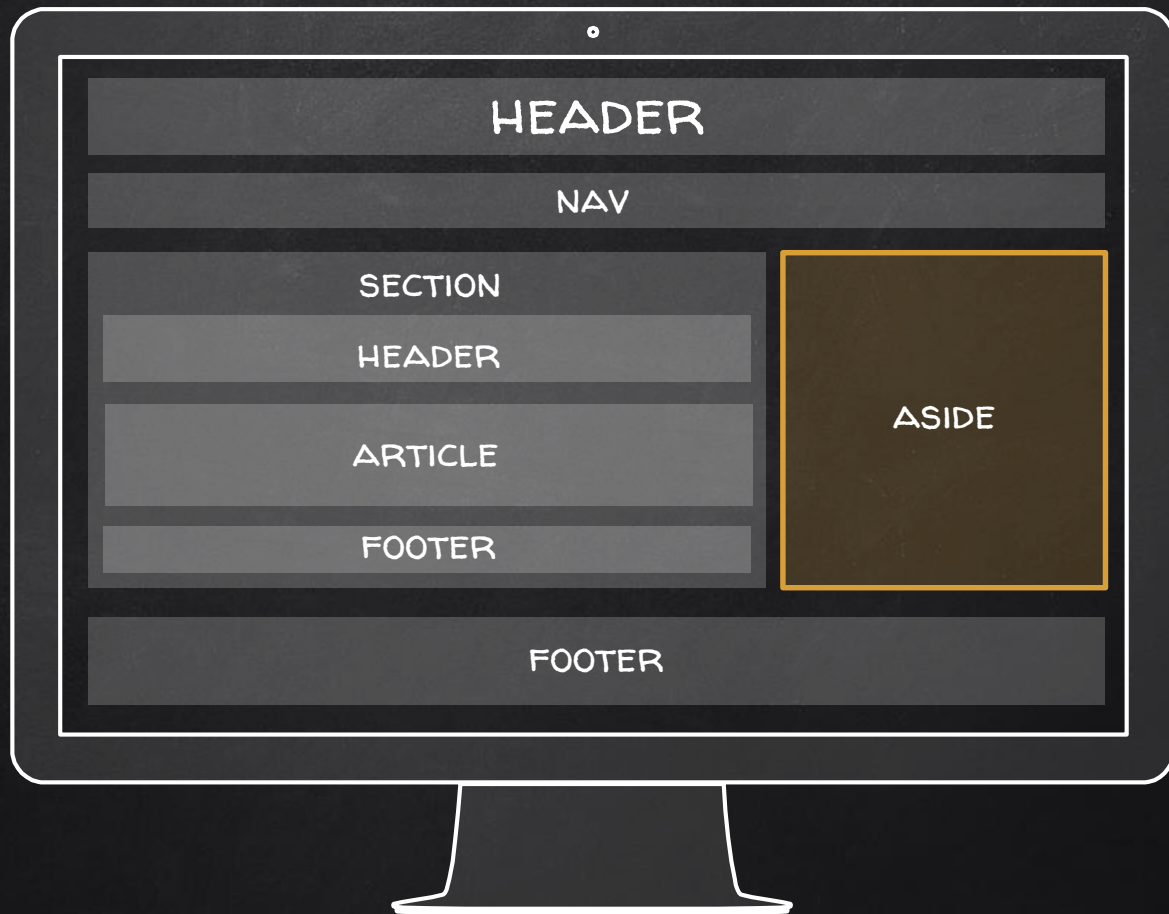 HEADER
NAV
SECTION
HEADER
ARTICLE
FOOTER
ASIDE
FOOTER